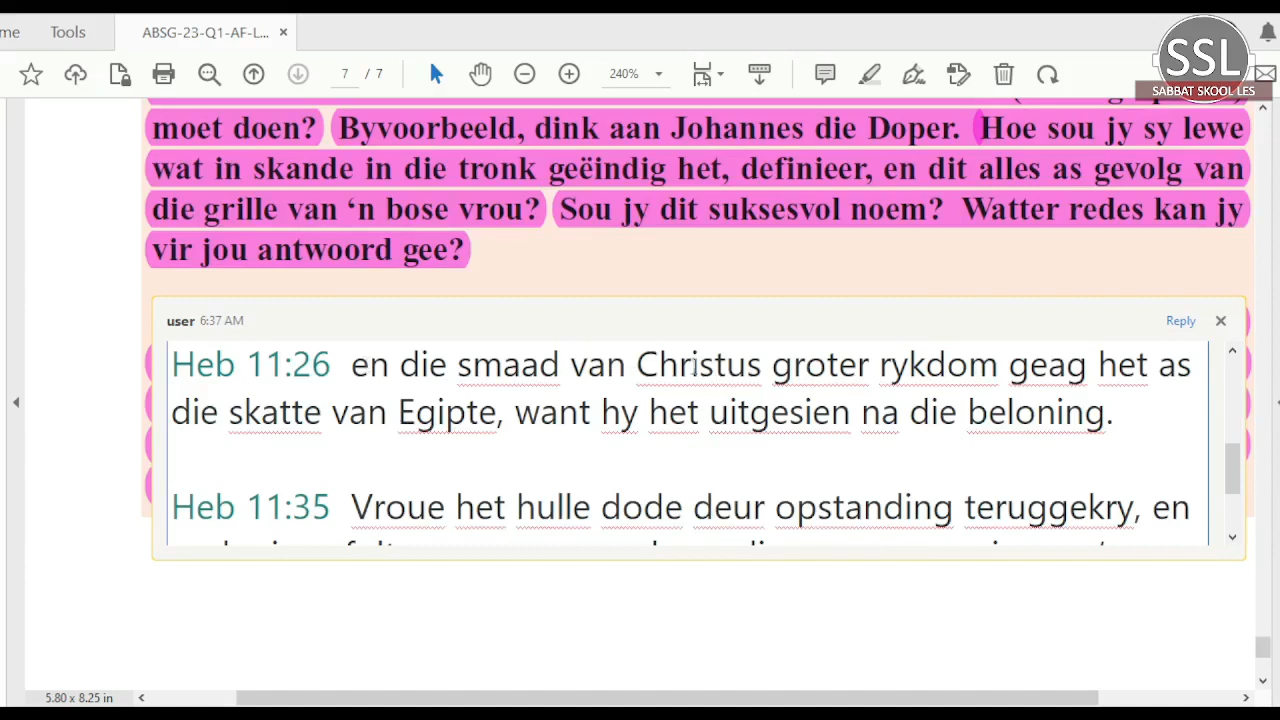 me Tools ABSG-23-Q1-AF-L... ×
SSL
SABBAT SKOOL LES
7 / 7 240%
moet doen? Byvoorbeeld, dink aan Johannes die Doper. Hoe sou jy sy lewe
wat in skande in die tronk geëindig het, definieer, en dit alles as gevolg van
die grille van ‘n bose vrou? Sou jy dit suksesvol noem? Watter redes kan jy
vir jou antwoord gee?
user 6:37 AM Reply
Heb 11:26 en die smaad van Christus groter rykdom geag het as
die skatte van Egipte, want hy het uitgesien na die beloning.
Heb 11:35 Vroue het hulle dode deur opstanding teruggekry, en
5.80 x 8.25 in